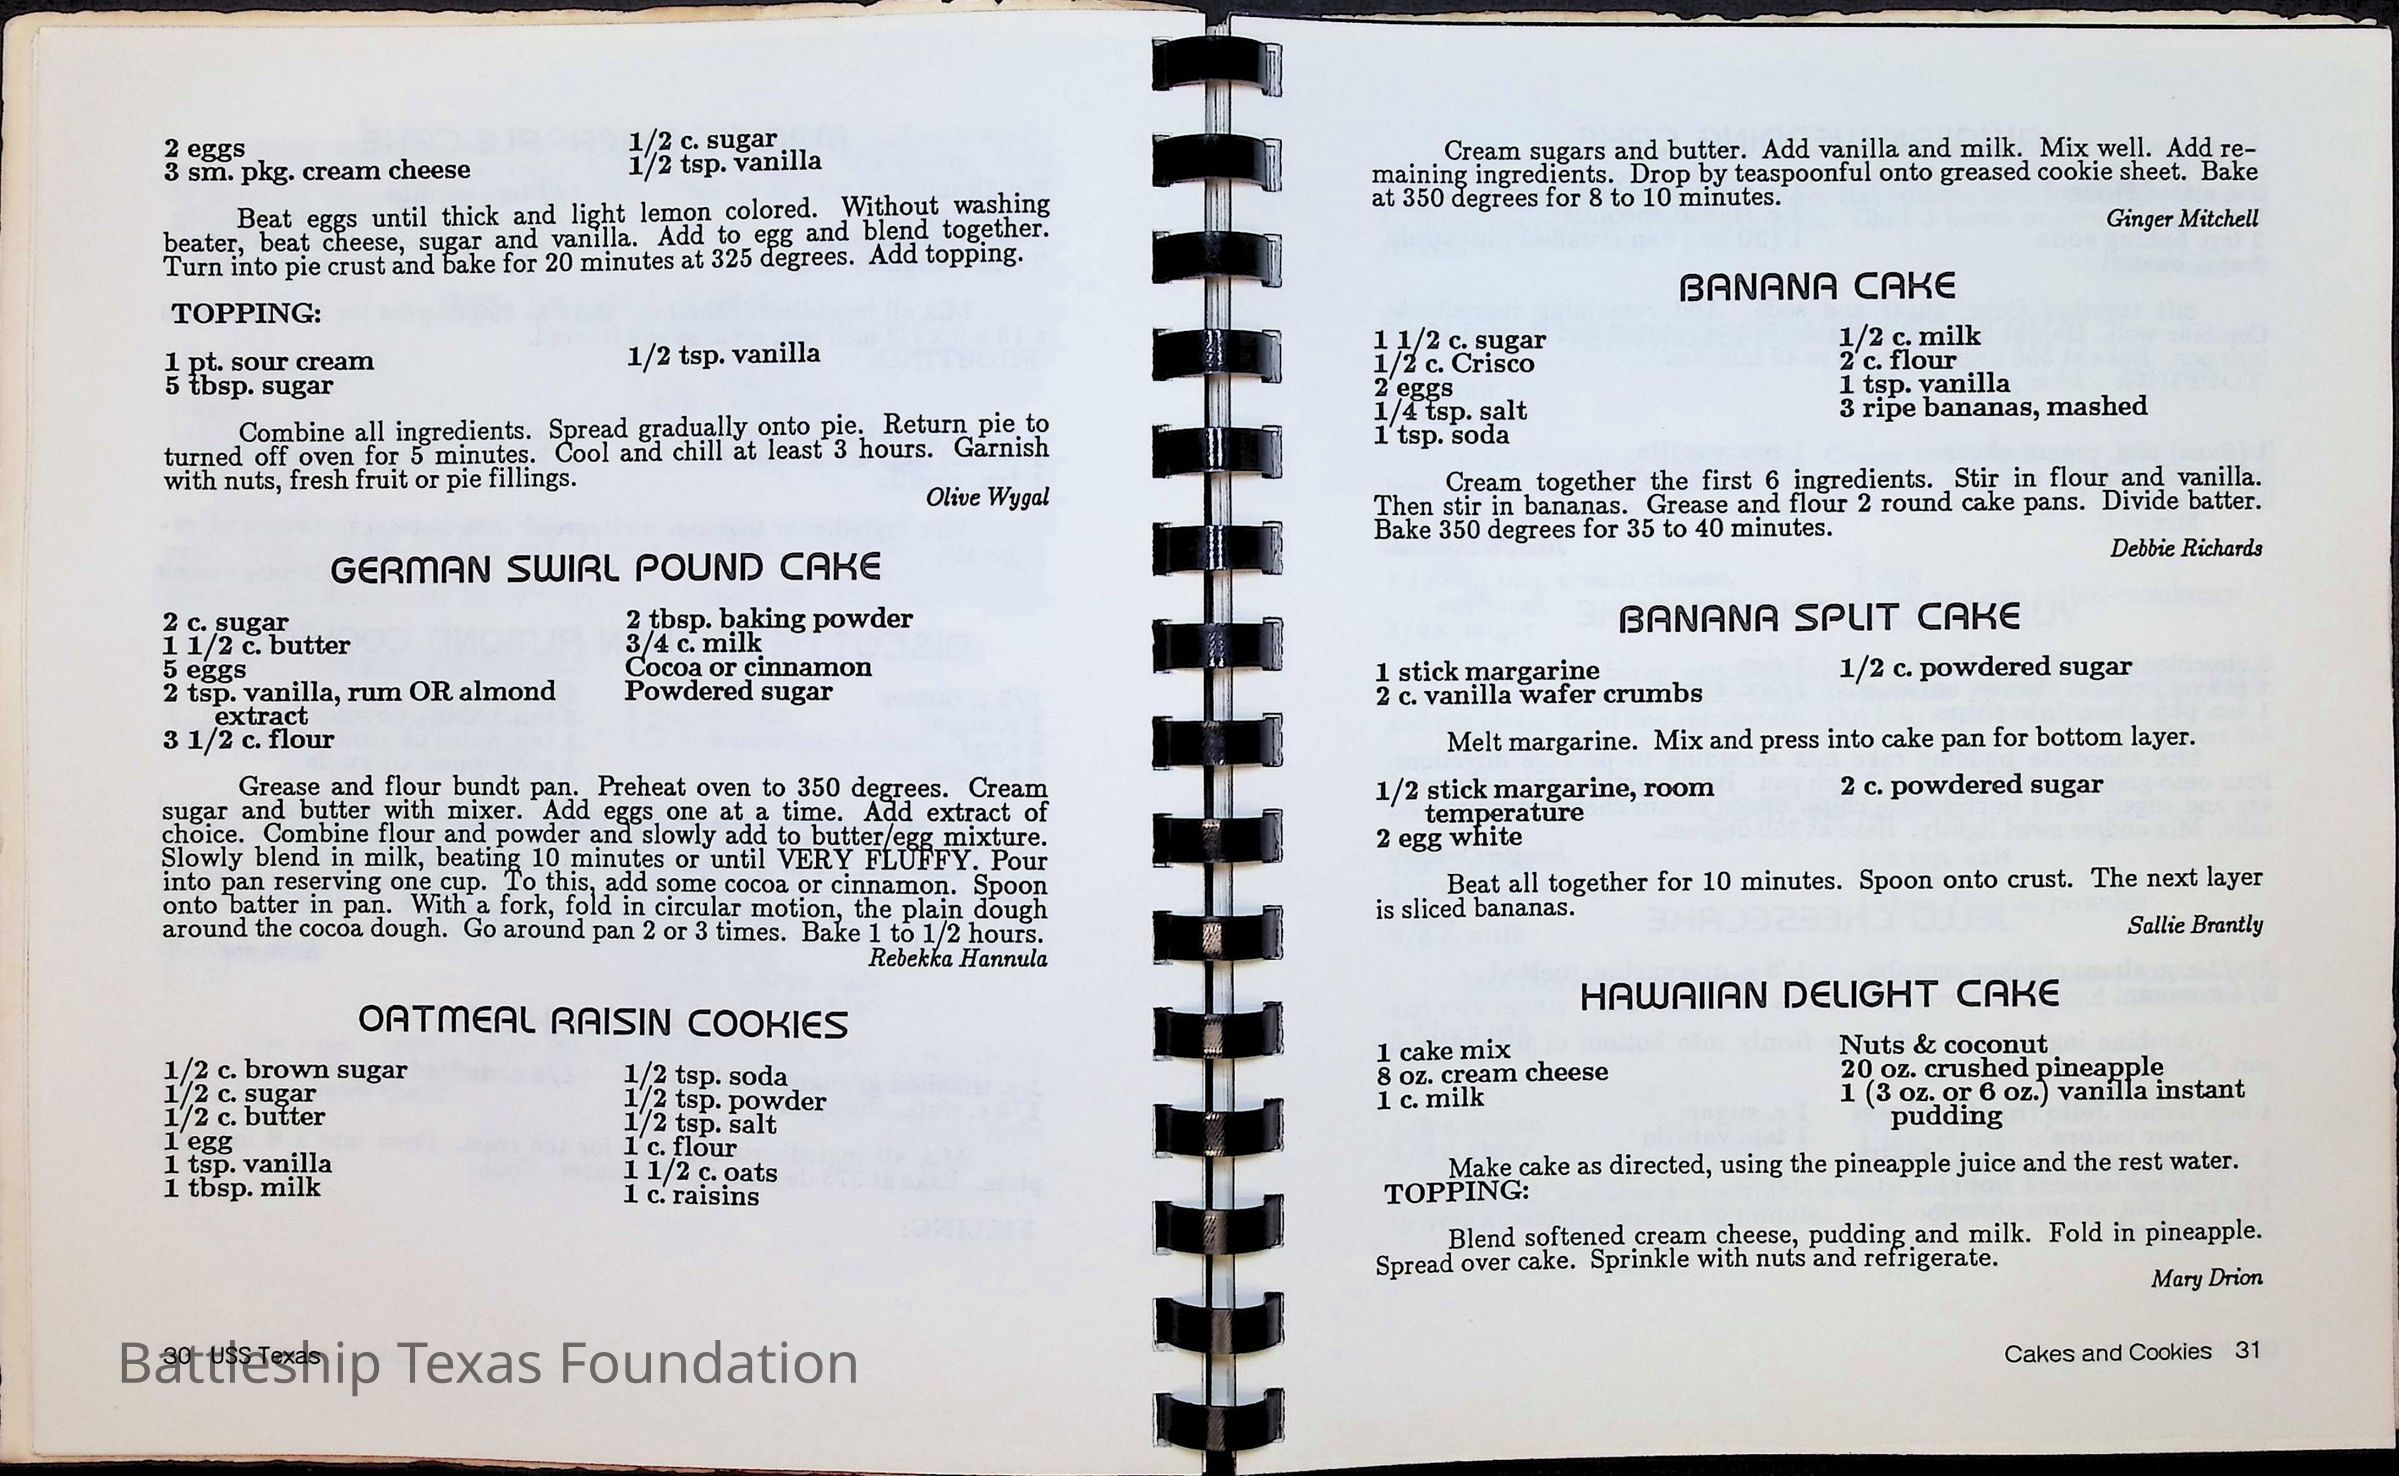 2 eggs
3 sm. pkg. cream cheese
1/2 c. sugar
1/2 tsp. vanilla
Beat eggs until thick and light lemon colored. Without washing
beater, beat cheese, sugar and vanilla. Add to egg and blend together.
Turn into pie crust and bake for 20 minutes at 325 degrees. Add topping.
TOPPING:
1 pt. sour cream
5 tbsp. sugar
1/2 tsp. vanilla
Combine all ingredients. Spread gradually onto pie. Return pie to
turned off oven for 5 minutes. Cool and chill at least 3 hours. Garnish
with nuts, fresh fruit or pie fillings.
Olive Wygal
GERMAN SWIRL POUND CAKE
2 c. sugar
1 1/2 c. butter
5 eggs
2 tsp. vanilla, rum OR almond
extract
3 1/2 c. flour
2 tbsp. baking powder
3/4 c. milk
Cocoa or cinnamon
Powdered sugar
Grease and flour bundt pan. Preheat oven to 350 degrees. Cream
sugar and butter with mixer. Add eggs one at a time. Add extract of
choice. Combine flour and powder and slowly add to butter/egg mixture.
Slowly blend in milk, beating 10 minutes or until VERY FLUFFY. Pour
into pan reserving one cup. To this, add some cocoa or cinnamon. Spoon
onto batter in pan. With a fork, fold in circular motion, the plain dough
around the cocoa dough. Go around pan 2 or 3 times. Bake 1 to 1/2 hours.
Rebekka Hannula
OATMEAL RAISIN COOKIES
1/2 c. brown sugar
1/2 c. sugar
1/2 c. butter
1 egg
1 tsp. vanilla
1 tbsp. milk
1/2 tsp. soda
1/2 tsp. powder
1/2 tsp. salt
1 c. flour
1 1/2 c. oats
1 c. raisins
30 USS Texas
Battleship Texas Foundation
Cream sugars and butter. Add vanilla and milk. Mix well. Add re-
maining ingredients. Drop by teaspoonful onto greased cookie sheet. Bake
at 350 degrees for 8 to 10 minutes.
Ginger Mitchell
BANANA CAKE
1 1/2 c. sugar
1/2 c. Crisco
2 eggs
1/4 tsp. salt
1 tsp. soda
1/2 c. milk
2 c. flour
1 tsp. vanilla
3 ripe bananas, mashed
Cream together the first 6 ingredients. Stir in flour and vanilla.
Then stir in bananas. Grease and flour 2 round cake pans. Divide batter.
Bake 350 degrees for 35 to 40 minutes.
Debbie Richards
BANANA SPLIT CAKE
1 stick margarine
2 c. vanilla wafer crumbs
1/2 c. powdered sugar
Melt margarine. Mix and press into cake pan for bottom layer.
1/2 stick margarine, room
temperature
2 egg white
2 c. powdered sugar
Beat all together for 10 minutes. Spoon onto crust. The next layer
is sliced bananas.
Sallie Brantly
HAWAIIAN DELIGHT CAKE
1 cake mix
8 oz. cream cheese
1 c. milk
Nuts & coconut
20 oz. crushed pineapple
1 (3 oz. or 6 oz.) vanilla instant
pudding
Make cake as directed, using the pineapple juice and the rest water.
TOPPING:
Blend softened cream cheese, pudding and milk. Fold in pineapple.
Spread over cake. Sprinkle with nuts and refrigerate.
Mary Drion
Cakes and Cookies 31